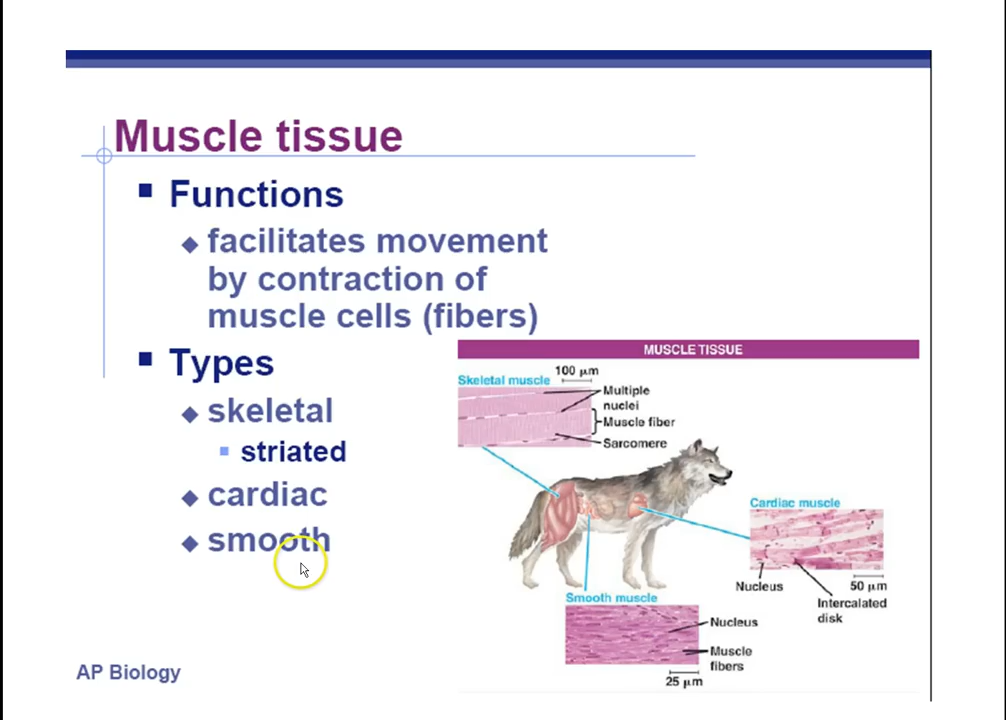 Muscle tissue
Functions
facilitates movement
by contraction of
muscle cells (fibers)
Types
skeletal
striated
cardiac
smooth
MUSCLE TISSUE
100 µm
Skeletal muscle
Multiple
nuclei
Muscle fiber
Sarcomere
Cardiac muscle
Nucleus
50 µm
Intercalated
disk
Smooth muscle
Nucleus
Muscle
fibers
25 µm
AP Biology